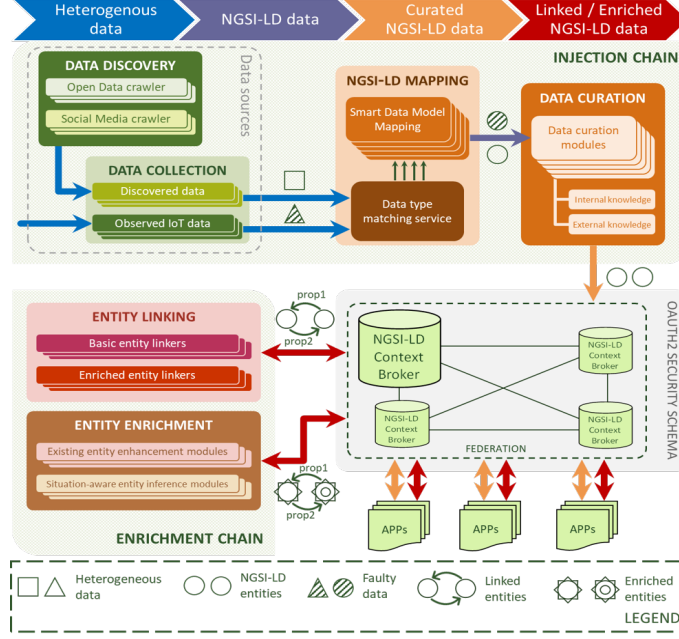 Heterogenous
data
NGSI-LD data
Curated
NGSI-LD data
Linked / Enriched
NGSI-LD data
INJECTION CHAIN
DATA DISCOVERY
Open Data crawler
Social Media crawler
Data sources
DATA COLLECTION
Discovered data
Observed IoT data
NGSI-LD MAPPING
Smart Data Model
Mapping
Data type
matching service
DATA CURATION
Data curation
modules
Internal knowledge
External knowledge
ENTITY LINKING
Basic entity linkers
Enriched entity linkers
prop1
prop2
ENTITY ENRICHMENT
Existing entity enhancement modules
Situation-aware entity inference modules
prop1
prop2
ENRICHMENT CHAIN
NGSI-LD
Context
Broker
NGSI-LD
Context
Broker
NGSI-LD
Context
Broker
NGSI-LD
Context
Broker
FEDERATION
OAUTH2 SECURITY SCHEMA
APPs
APPs
APPs
Heterogenous
data
NGSI-LD
entities
Faulty
data
Linked
entities
Enriched
entities
LEGEND